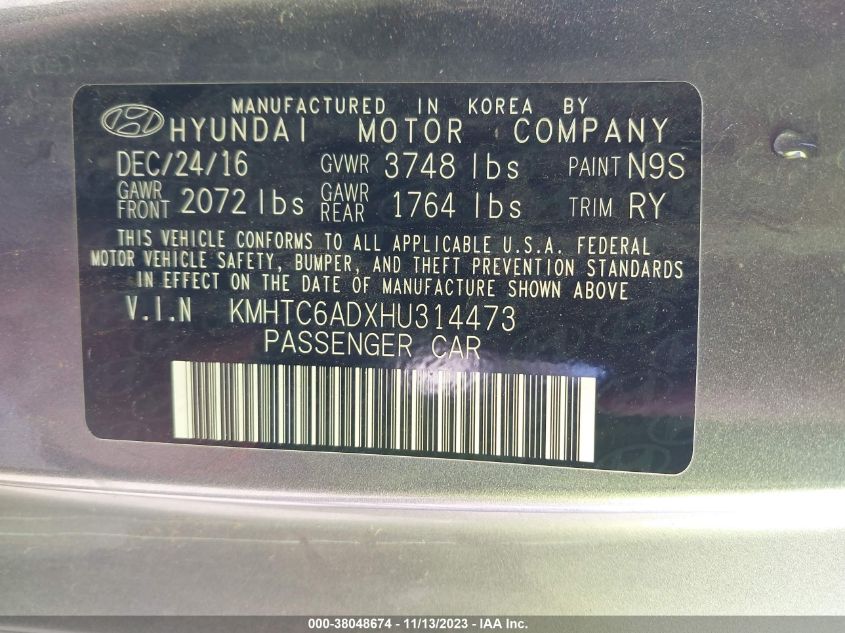 MANUFACTURED IN KOREA BY
HYUNDAI MOTOR COMPANY
DEC/24/16 GVWR 3748 lbs PAINT N9S
GAWR FRONT 2072 lbs GAWR REAR 1764 lbs TRIM RY
THIS VEHICLE CONFORMS TO ALL APPLICABLE U.S.A. FEDERAL
MOTOR VEHICLE SAFETY, BUMPER, AND THEFT PREVENTION STANDARDS
IN EFFECT ON THE DATE OF MANUFACTURE SHOWN ABOVE
V.I.N KMHTC6ADXHU314473
PASSENGER CAR
000-38048674 - 11/13/2023 - IAA Inc.